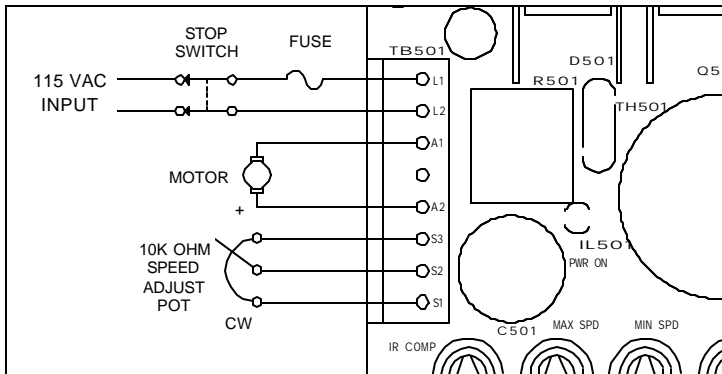 STOP
SWITCH
FUSE
115 VAC
INPUT
MOTOR
+
10K OHM
SPEED
ADJUST
POT
CW
TB501
L1
L2
A1
A2
S3
S2
S1
D501
R501
TH501
Q5
IL501
PWR ON
C501
IR COMP
MAX SPD
MIN SPD